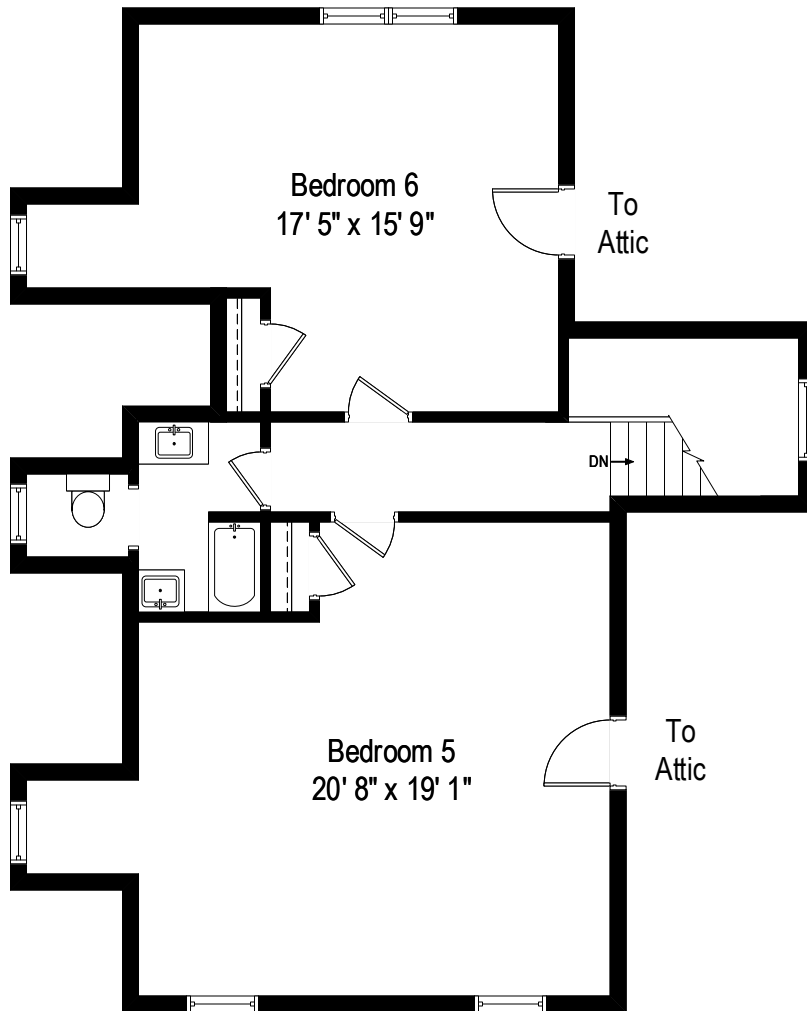 Bedroom 6
17' 5" x 15' 9"
To
Attic
DN
Bedroom 5
20' 8" x 19' 1"
To
Attic